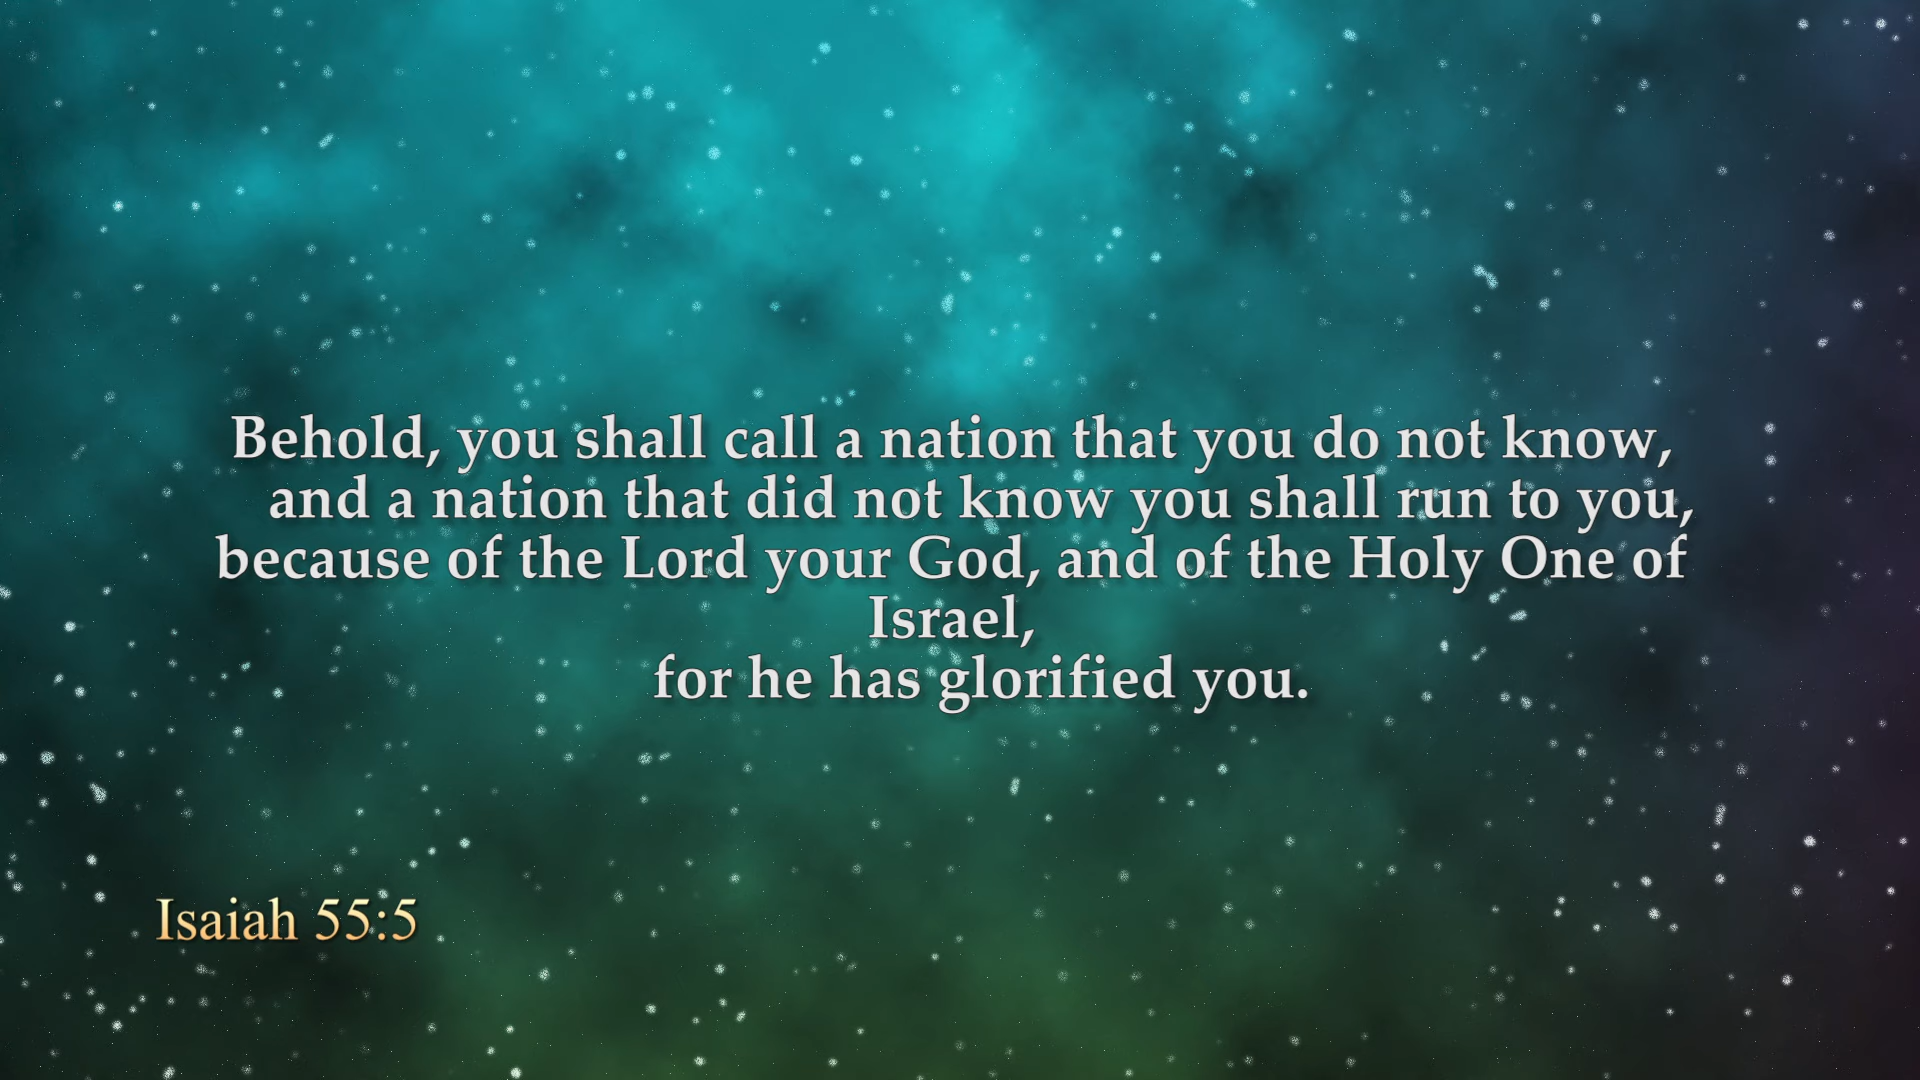 Behold, you shall call a nation that you do not know,
and a nation that did not know you shall run to you,
because of the Lord your God, and of the Holy One of
Israel,
for he has glorified you.
Isaiah 55:5